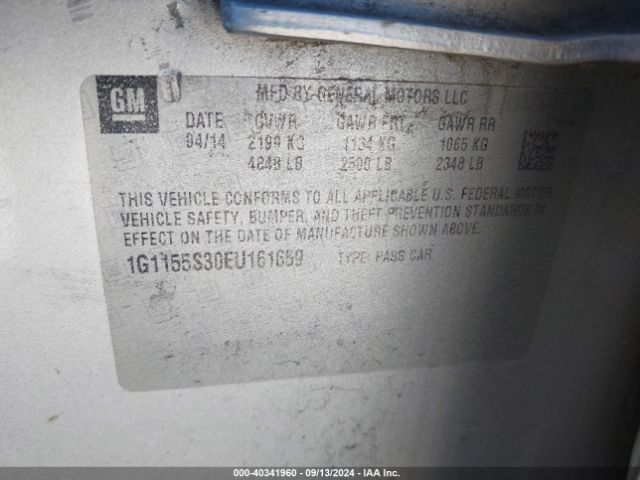 GM
MFD BY GENERAL MOTORS LLC
DATE GVWR GAWR FRT GAWR RR
04/14 2199 KG 1134 KG 1065 KG
4848 LB 2500 LB 2348 LB
THIS VEHICLE CONFORMS TO ALL APPLICABLE U.S. FEDERAL MOTOR
VEHICLE SAFETY, BUMPER, AND THEFT PREVENTION STANDARDS IN
EFFECT ON THE DATE OF MANUFACTURE SHOWN ABOVE.
1G1155S30EU161659 TYPE: PASS CAR
000-40341960 - 09/13/2024 - IAA Inc.